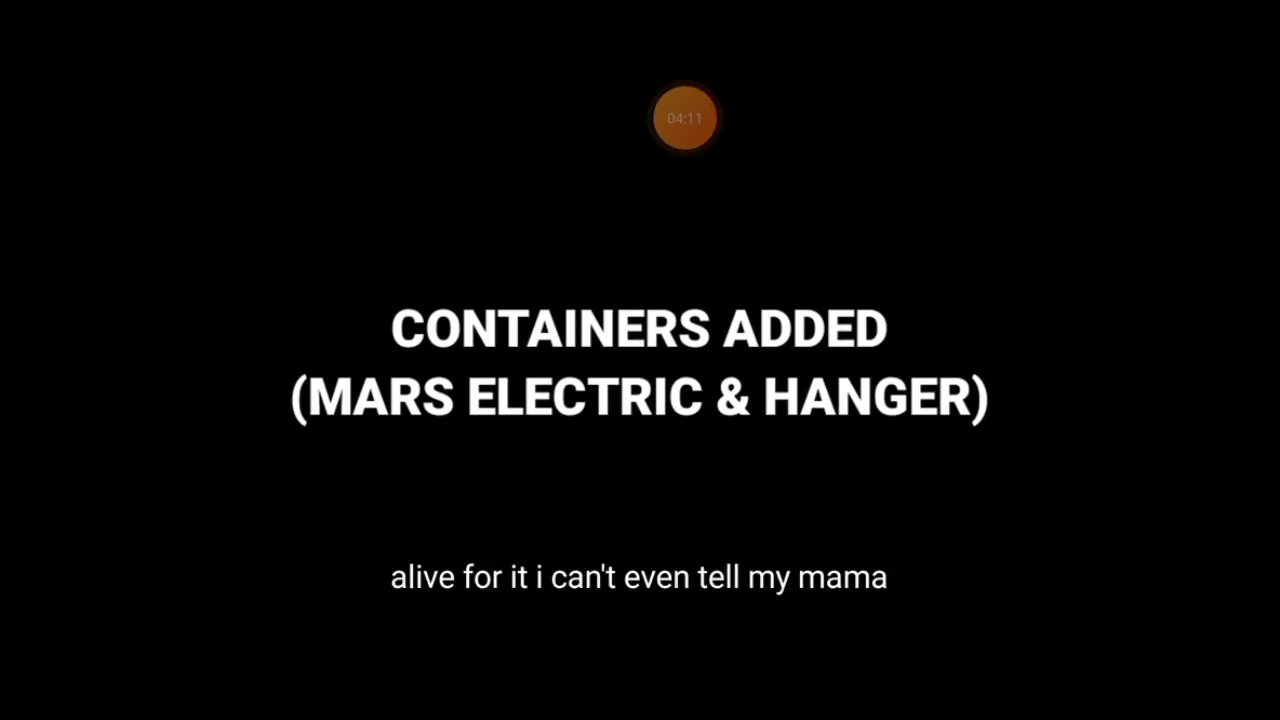 04:11
CONTAINERS ADDED
(MARS ELECTRIC & HANGER)
alive for it i can't even tell my mama